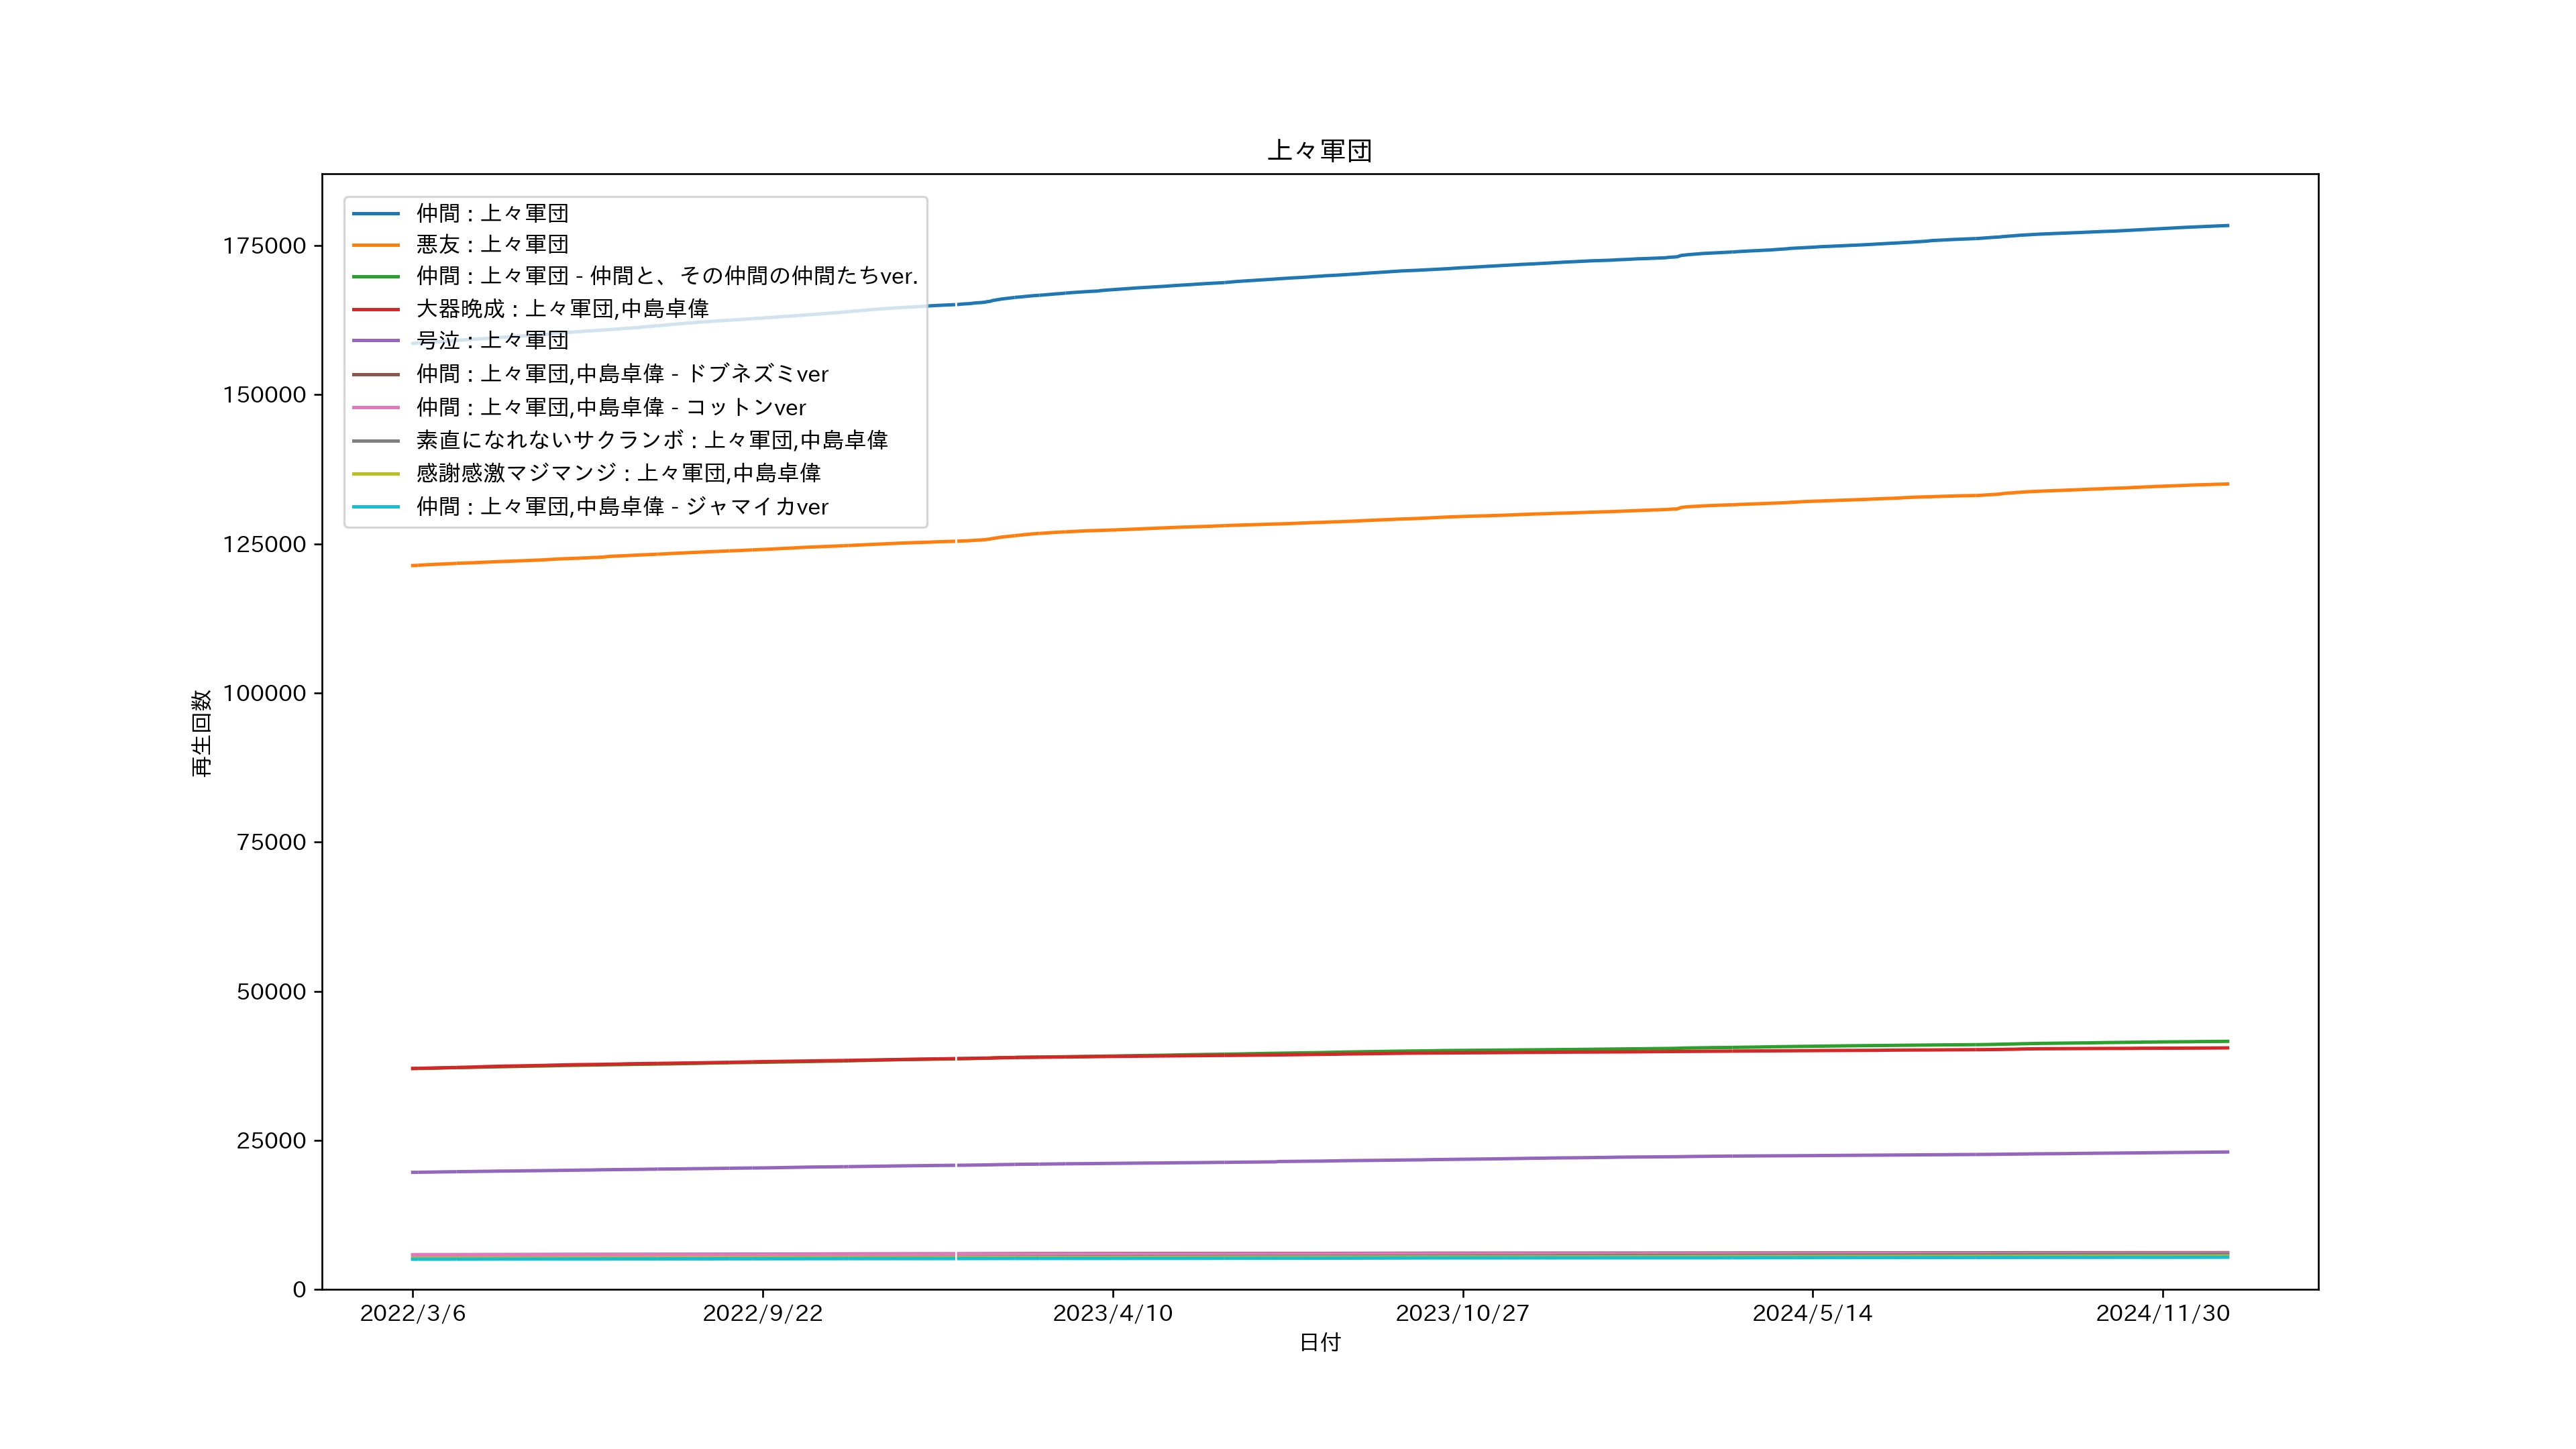 上々軍団
仲間 : 上々軍団
悪友 : 上々軍団
仲間 : 上々軍団 - 仲間と、その仲間の仲間たちver.
大器晩成 : 上々軍団,中島卓偉
号泣 : 上々軍団
仲間 : 上々軍団,中島卓偉 - ドブネズミver
仲間 : 上々軍団,中島卓偉 - コットンver
素直になれないサクランボ : 上々軍団,中島卓偉
感謝感激マジマンジ : 上々軍団,中島卓偉
仲間 : 上々軍団,中島卓偉 - ジャマイカver
175000
150000
125000
100000
75000
50000
25000
0
再生回数
2022/3/6
2022/9/22
2023/4/10
2023/10/27
2024/5/14
2024/11/30
日付